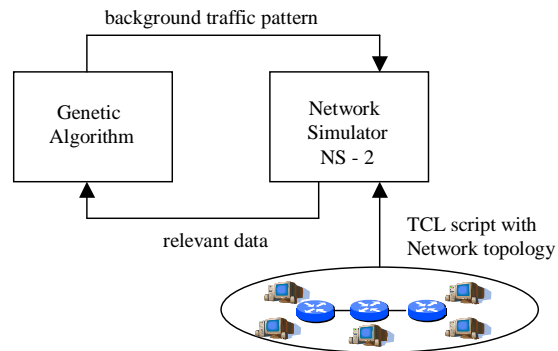 background traffic pattern
Genetic
Algorithm
Network
Simulator
NS - 2
relevant data
TCL script with
Network topology